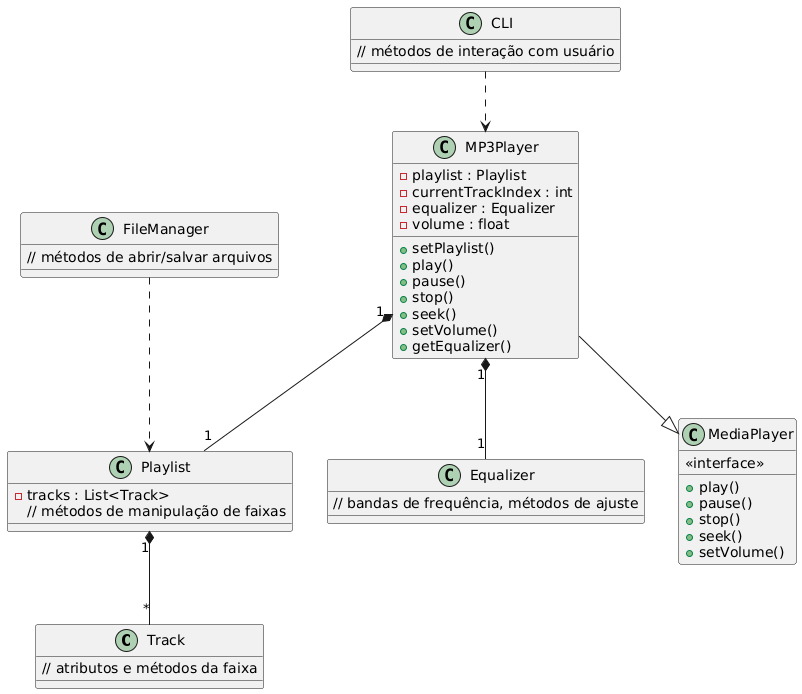 C CLI
// métodos de interação com usuário
C MP3Player
playlist : Playlist
currentTrackIndex : int
equalizer : Equalizer
volume : float
setPlaylist()
play()
pause()
stop()
seek()
setVolume()
getEqualizer()
C FileManager
// métodos de abrir/salvar arquivos
1
1
1
1
C Playlist
tracks : List<Track>
// métodos de manipulação de faixas
C Equalizer
// bandas de frequência, métodos de ajuste
C MediaPlayer
«interface»
play()
pause()
stop()
seek()
setVolume()
1
*
C Track
// atributos e métodos da faixa